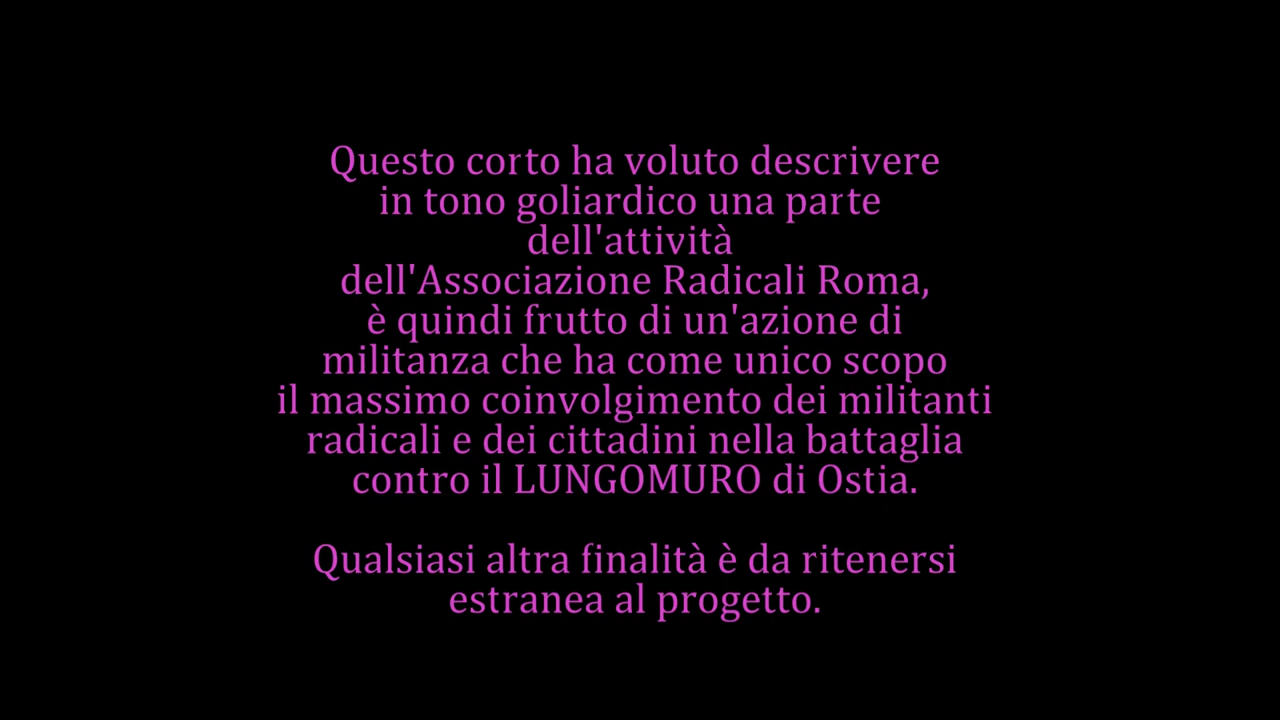 Questo corto ha voluto descrivere
in tono goliardico una parte
dell'attività
dell'Associazione Radicali Roma,
è quindi frutto di un'azione di
militanza che ha come unico scopo
il massimo coinvolgimento dei militanti
radicali e dei cittadini nella battaglia
contro il LUNGOMURO di Ostia.
Qualsiasi altra finalità è da ritenersi
estranea al progetto.